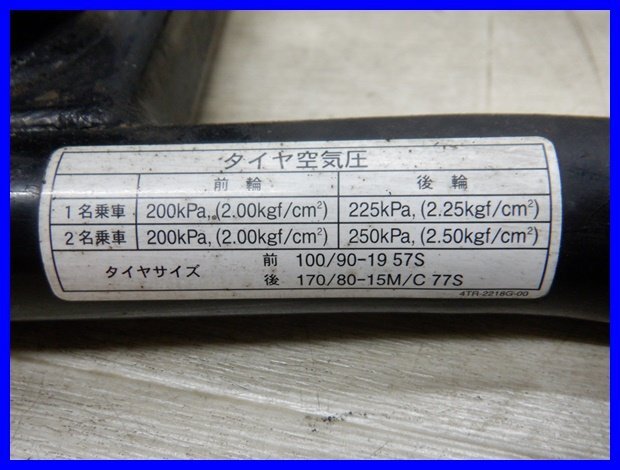 タイヤ空気圧
前輪 後輪
1名乗車 200kPa, (2.00kgf/cm²) 225kPa, (2.25kgf/cm²)
2名乗車 200kPa, (2.00kgf/cm²) 250kPa, (2.50kgf/cm²)
タイヤサイズ 前 100/90-19 57S
後 170/80-15M/C 77S
4TR-2218G-00